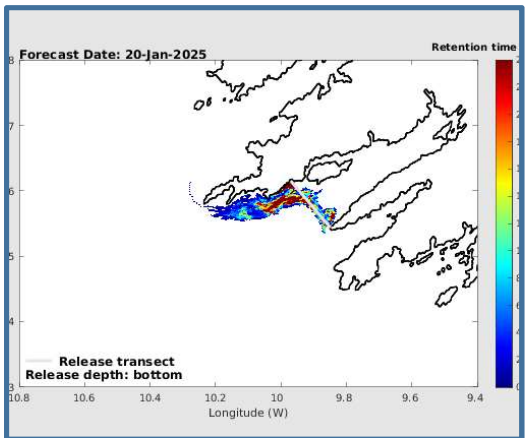 Forecast Date: 20-Jan-2025
Retention time
8
7
6
5
4
3
Release transect
Release depth: bottom
10.8
10.6
10.4
10.2
10
9.8
9.6
9.4
Longitude (W)